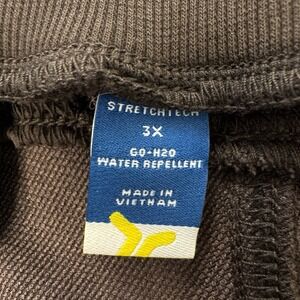 STRETCHTECH
3X
GO-H2O
WATER REPELLENT
MADE IN
VIETNAM